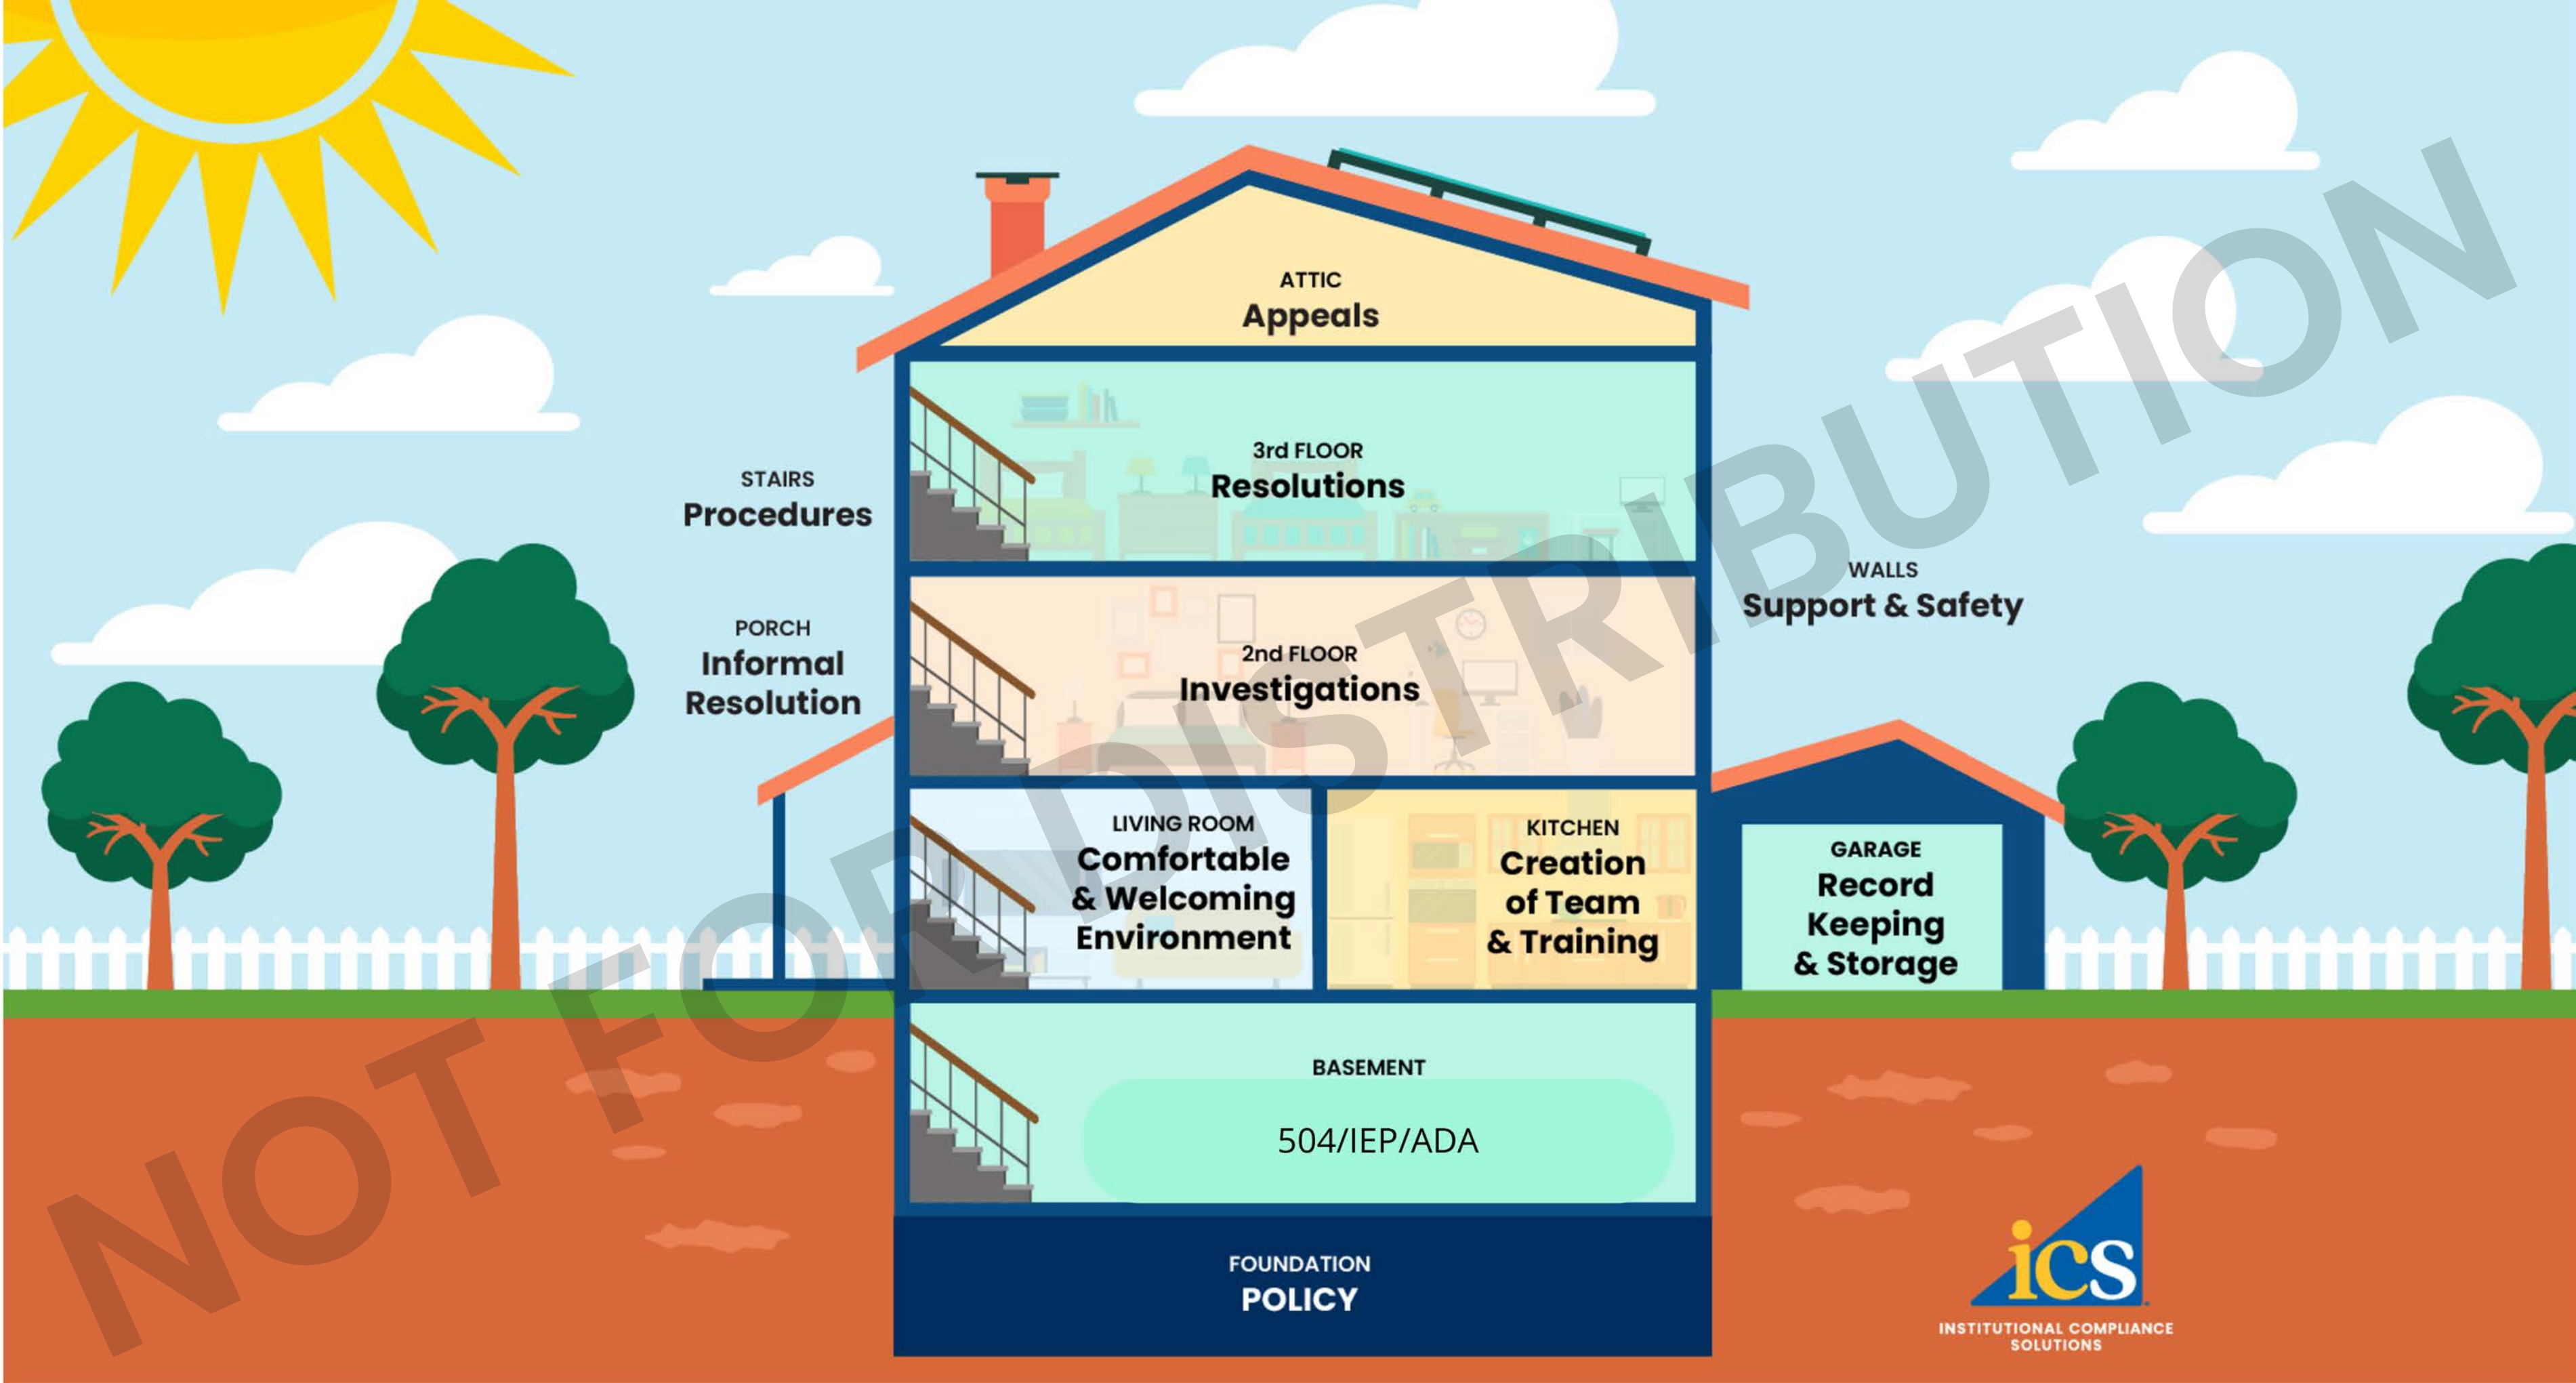 ATTIC
Appeals
3rd FLOOR
Resolutions
STAIRS
Procedures
WALLS
Support & Safety
PORCH
Informal
Resolution
2nd FLOOR
Investigations
LIVING ROOM
Comfortable
& Welcoming
Environment
KITCHEN
Creation
of Team
& Training
GARAGE
Record
Keeping
& Storage
BASEMENT
504/IEP/ADA
FOUNDATION
POLICY
ics
INSTITUTIONAL COMPLIANCE
SOLUTIONS
NOT FOR DISTRIBUTION